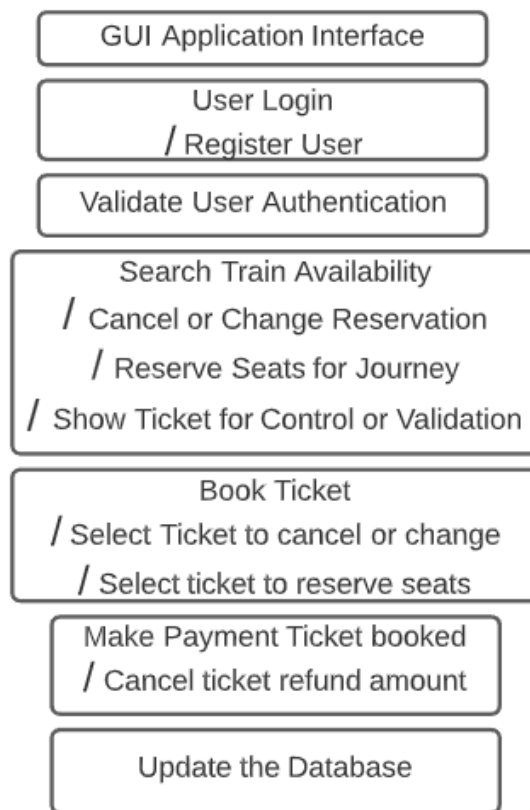 GUI Application Interface
User Login
/ Register User
Validate User Authentication
Search Train Availability
/ Cancel or Change Reservation
/ Reserve Seats for Journey
/ Show Ticket for Control or Validation
Book Ticket
/ Select Ticket to cancel or change
/ Select ticket to reserve seats
Make Payment Ticket booked
/ Cancel ticket refund amount
Update the Database